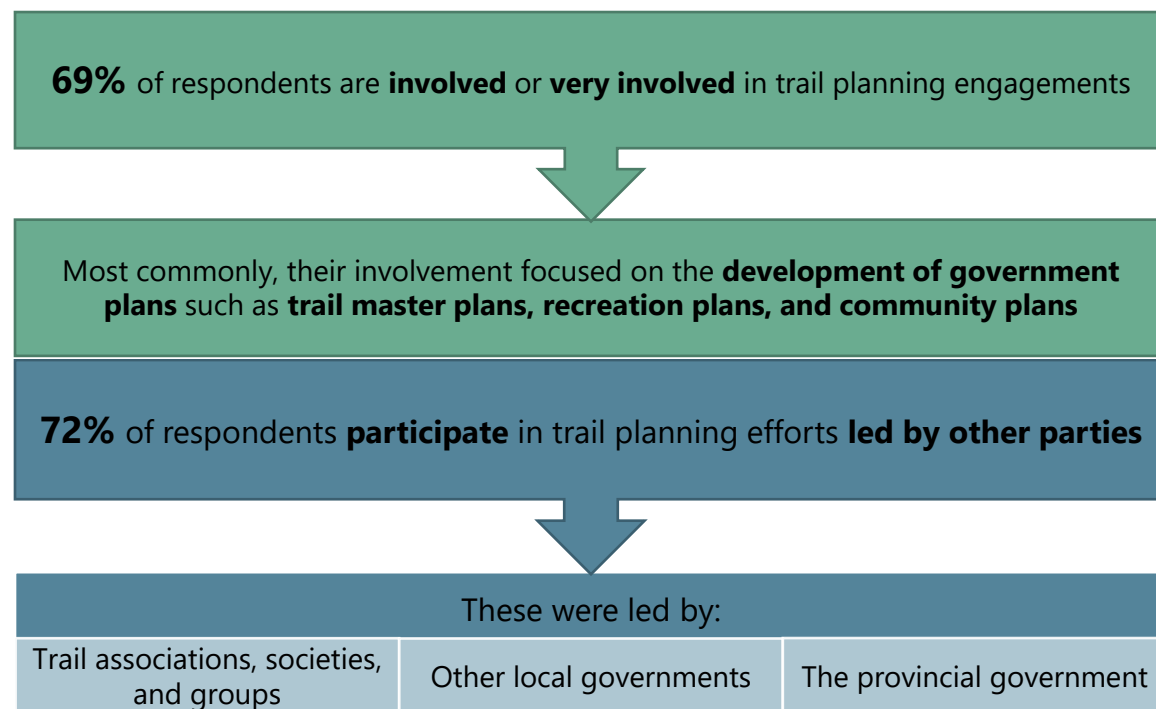 69% of respondents are involved or very involved in trail planning engagements
Most commonly, their involvement focused on the development of government
plans such as trail master plans, recreation plans, and community plans
72% of respondents participate in trail planning efforts led by other parties
These were led by:
Trail associations, societies,
and groups
Other local governments
The provincial government